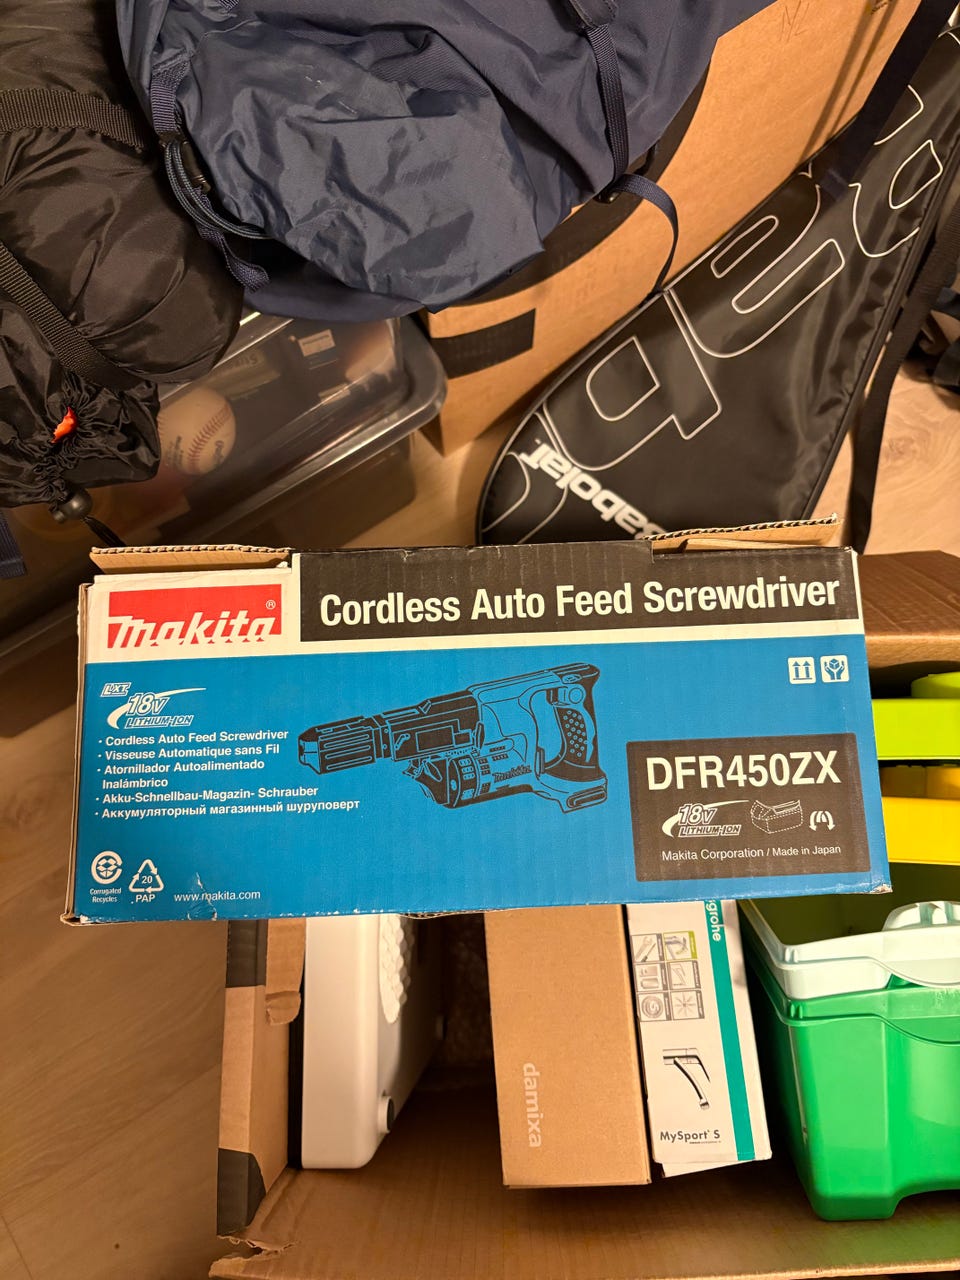 NL
Babolat
Makita®
Cordless Auto Feed Screwdriver
LXT
18V
LITHIUM-ION
• Cordless Auto Feed Screwdriver
• Visseuse Automatique sans Fil
• Atornillador Autoalimentado
Inalámbrico
• Akku-Schnellbau-Magazin- Schrauber
• Аккумуляторный магазинный шуруповерт
makita
DFR450ZX
18V
LITHIUM-ION
Makita Corporation / Made in Japan
Corrugated
Recycles
20
PAP
www.makita.com
damixa
MySport® S